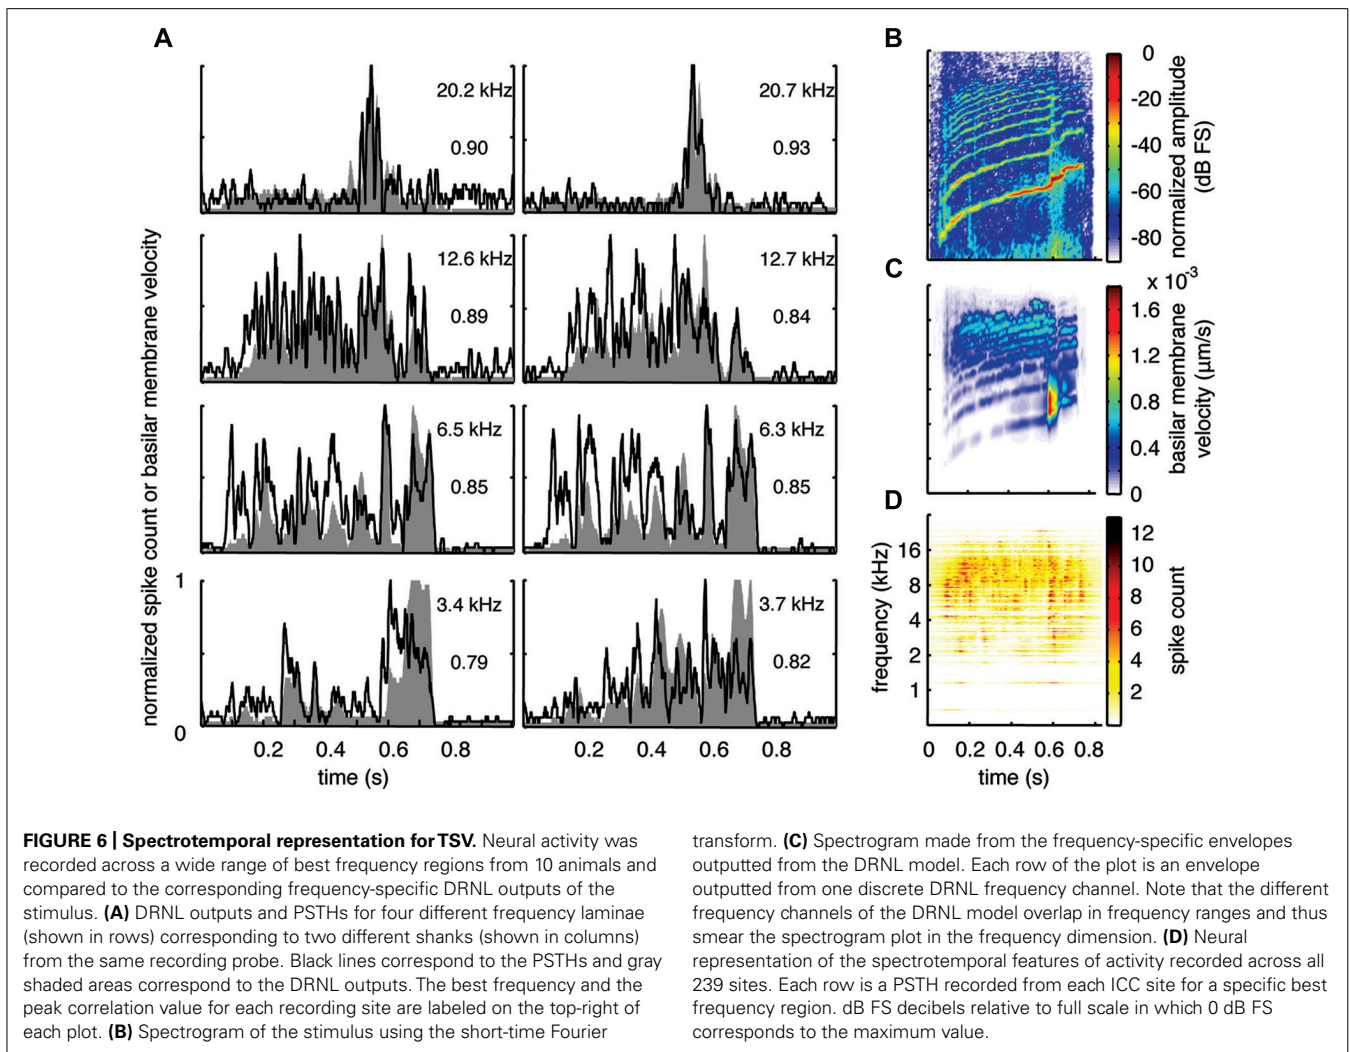 A
20.2 kHz
0.90
20.7 kHz
0.93
12.6 kHz
0.89
12.7 kHz
0.84
6.5 kHz
0.85
6.3 kHz
0.85
3.4 kHz
0.79
3.7 kHz
0.82
normalized spike count or basilar membrane velocity
1
0
0.2 0.4 0.6 0.8
time (s)
0.2 0.4 0.6 0.8
time (s)
B
0
-20
-40
-60
-80
normalized amplitude
(dB FS)
C
x 10-3
1.6
1.2
0.8
0.4
0
basilar membrane
velocity (µm/s)
D
frequency (kHz)
16
8
4
2
1
0 0.2 0.4 0.6 0.8
time (s)
12
10
8
6
4
2
spike count
FIGURE 6 | Spectrotemporal representation for TSV. Neural activity was
recorded across a wide range of best frequency regions from 10 animals and
compared to the corresponding frequency-specific DRNL outputs of the
stimulus. (A) DRNL outputs and PSTHs for four different frequency laminae
(shown in rows) corresponding to two different shanks (shown in columns)
from the same recording probe. Black lines correspond to the PSTHs and gray
shaded areas correspond to the DRNL outputs. The best frequency and the
peak correlation value for each recording site are labeled on the top-right of
each plot. (B) Spectrogram of the stimulus using the short-time Fourier
transform. (C) Spectrogram made from the frequency-specific envelopes
outputted from the DRNL model. Each row of the plot is an envelope
outputted from one discrete DRNL frequency channel. Note that the different
frequency channels of the DRNL model overlap in frequency ranges and thus
smear the spectrogram plot in the frequency dimension. (D) Neural
representation of the spectrotemporal features of activity recorded across all
239 sites. Each row is a PSTH recorded from each ICC site for a specific best
frequency region. dB FS decibels relative to full scale in which 0 dB FS
corresponds to the maximum value.